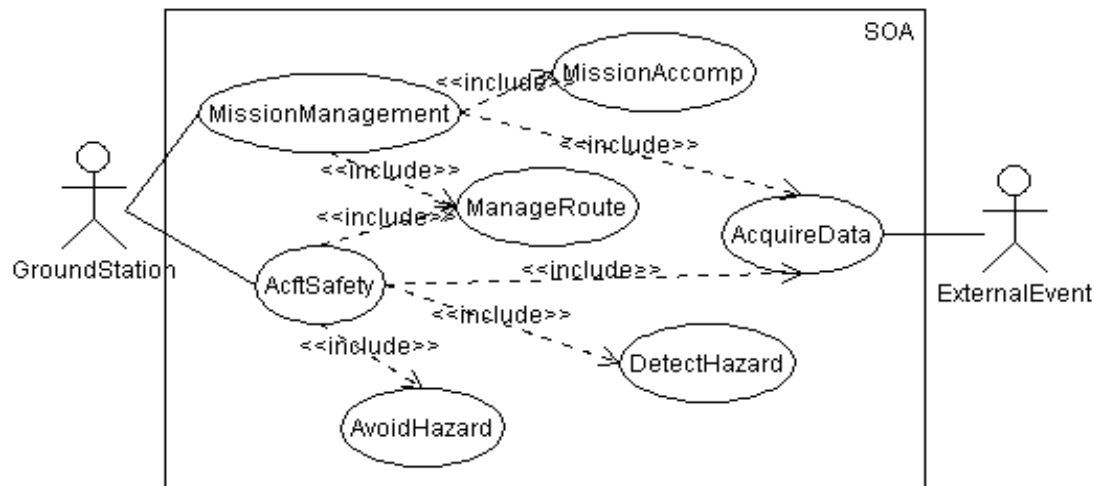 SOA
<<include>>
MissionAccomp
MissionManagement
<<include>>
<<include>>
<<include>>
ManageRoute
AcquireData
GroundStation
AcftSafety
<<include>>
ExternalEvent
<<include>>
<<include>>
DetectHazard
AvoidHazard